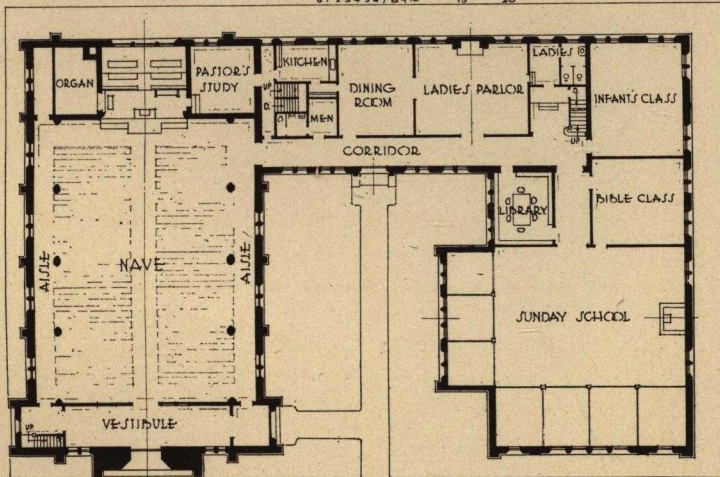 ORGAN
PASTOR'S
STUDY
KITCHEN
UP
D.
MEN
DINING
ROOM
LADIES PARLOR
LADIES
UP
INFANTS CLASS
CORRIDOR
LIBRARY
BIBLE CLASS
AISLE
NAVE
AISLE
SUNDAY SCHOOL
UP
VESTIBULE